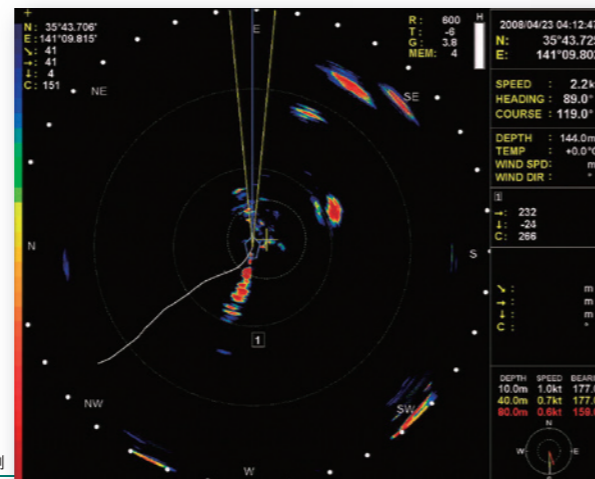 N: 35°43.706'
E: 141°09.815'
↘: 41
→: 41
↓: 4
C: 151
R: 600
T: -6
G: 3.8
MEM: 4
H
E
NE
SE
N
S
NW
SW
W
1
2008/04/23 04:12:47
N: 35°43.72
E: 141°09.80
SPEED : 2.2k
HEADING : 89.0°
COURSE : 119.0°
DEPTH : 144.0m
TEMP : +0.0°C
WIND SPD: m
WIND DIR : °
1
→: 232
↓: -24
C: 266
↘: m
→: m
↓: m
C: °
DEPTH SPEED BEAR
10.0m 1.0kt 177.
40.0m 0.7kt 177.
80.0m 0.6kt 159.
N
W E
S
例